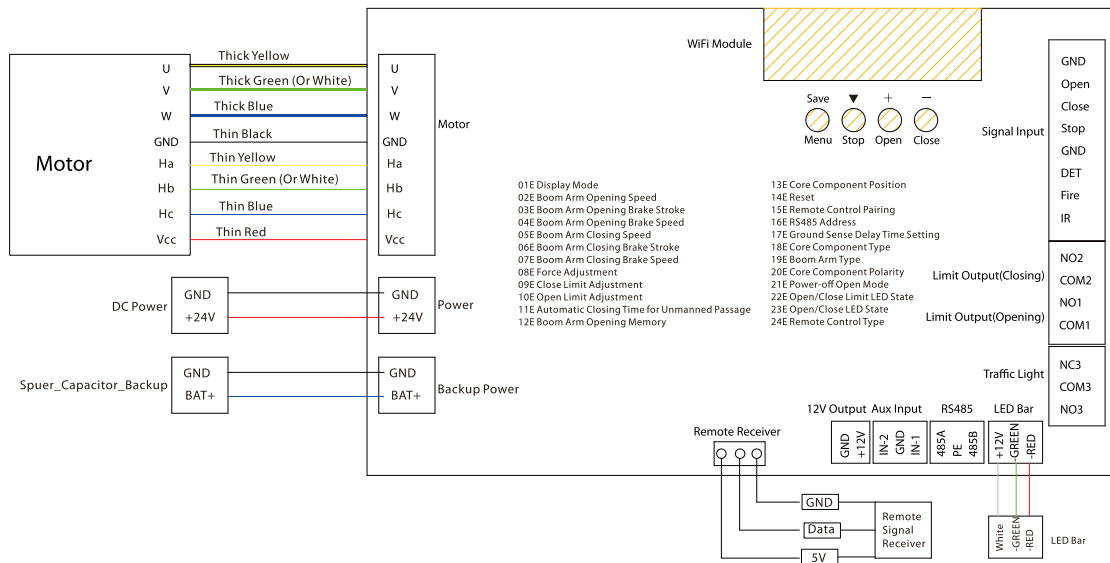 Motor
U
V
W
GND
Ha
Hb
Hc
Vcc
Thick Yellow
Thick Green (Or White)
Thick Blue
Thin Black
Thin Yellow
Thin Green (Or White)
Thin Blue
Thin Red
U
V
W
GND
Ha
Hb
Hc
Vcc
Motor
DC Power
GND
+24V
GND
+24V
Power
Spuer_Capacitor_Backup
GND
BAT+
GND
BAT+
Backup Power
WiFi Module
Save ▼ + −
Menu Stop Open Close
01E Display Mode
02E Boom Arm Opening Speed
03E Boom Arm Opening Brake Stroke
04E Boom Arm Opening Brake Speed
05E Boom Arm Closing Speed
06E Boom Arm Closing Brake Stroke
07E Boom Arm Closing Brake Speed
08E Force Adjustment
09E Close Limit Adjustment
10E Open Limit Adjustment
11E Automatic Closing Time for Unmanned Passage
12E Boom Arm Opening Memory
13E Core Component Position
14E Reset
15E Remote Control Pairing
16E RS485 Address
17E Ground Sense Delay Time Setting
18E Core Component Type
19E Boom Arm Type
20E Core Component Polarity
21E Power-off Open Mode
22E Open/Close Limit LED State
23E Open/Close LED State
24E Remote Control Type
Signal Input
GND
Open
Close
Stop
GND
DET
Fire
IR
Limit Output(Closing)
NO2
COM2
Limit Output(Opening)
NO1
COM1
Traffic Light
NC3
COM3
NO3
12V Output
GND
+12V
Aux Input
IN-2
GND
IN-1
RS485
485A
PE
485B
LED Bar
+12V
-GREEN
-RED
White
-GREEN
-RED
LED Bar
Remote Receiver
GND
Data
5V
Remote
Signal
Receiver